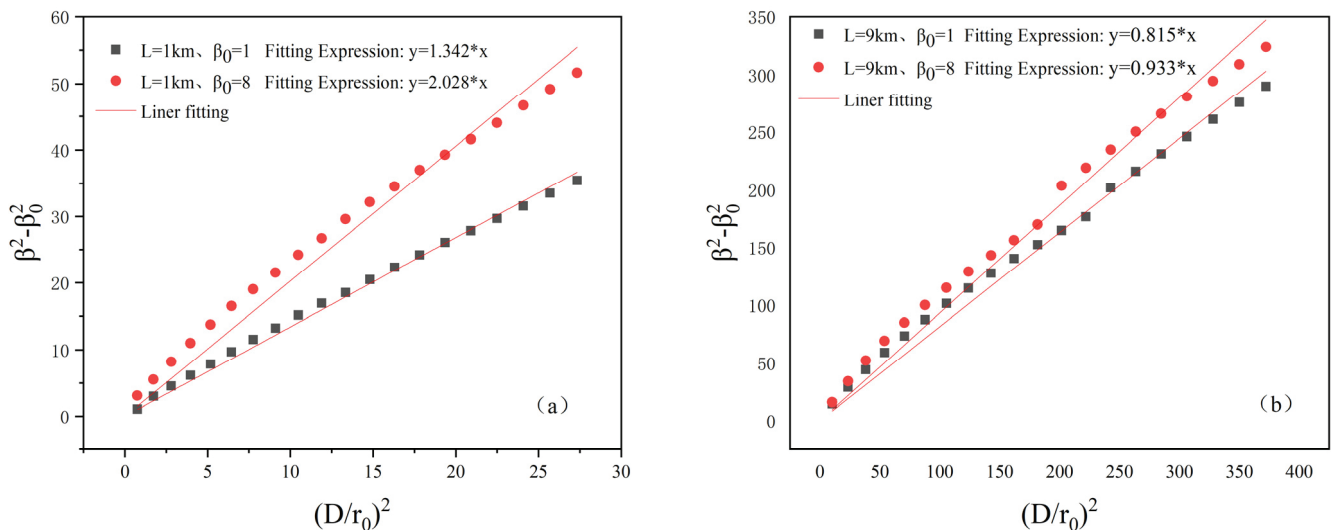 60
50
40
30
20
10
0
β²-β₀²
0
5
10
15
20
25
30
(D/r₀)²
L=1km、β₀=1 Fitting Expression: y=1.342*x
L=1km、β₀=8 Fitting Expression: y=2.028*x
Liner fitting
(a)
350
300
250
200
150
100
50
0
β²-β₀²
0
50
100
150
200
250
300
350
400
(D/r₀)²
L=9km、β₀=1 Fitting Expression: y=0.815*x
L=9km、β₀=8 Fitting Expression: y=0.933*x
Liner fitting
(b)